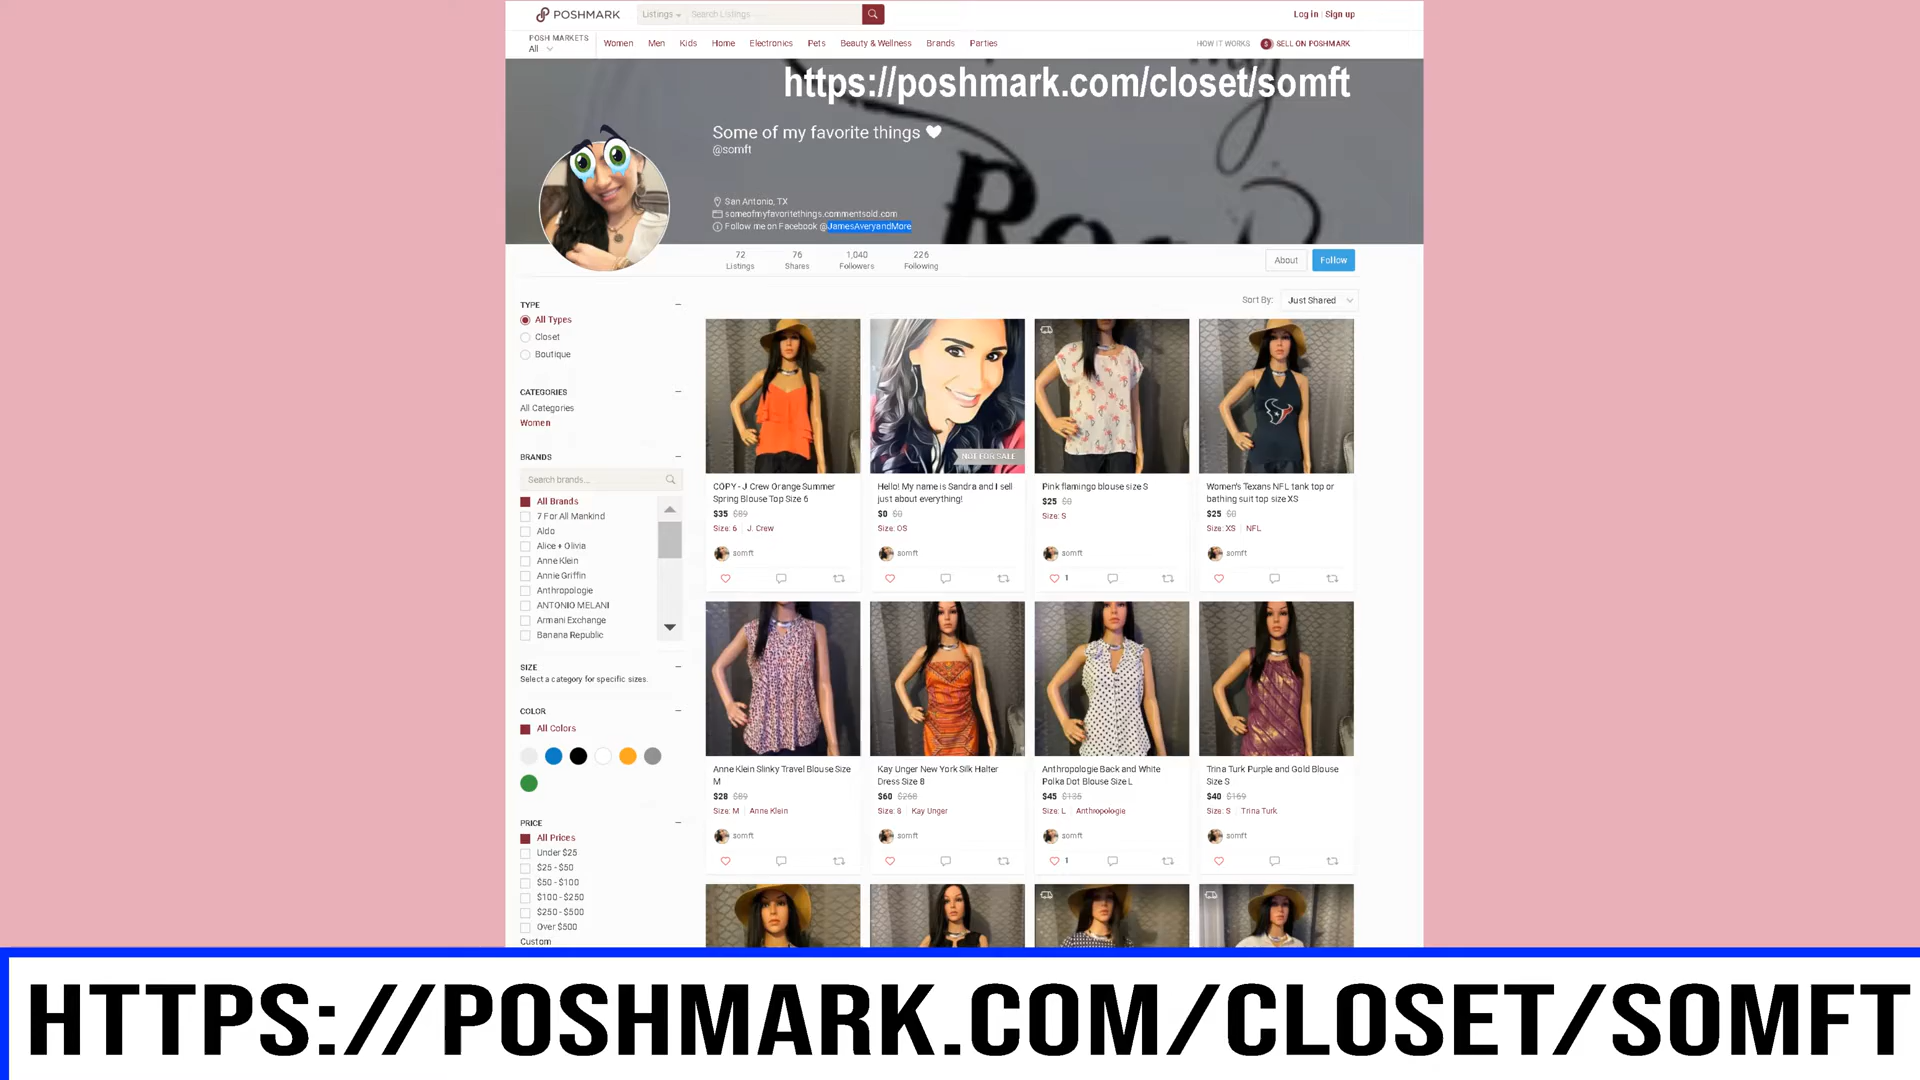 POSHMARK
Listings
Search Listings
Log in | Sign up
POSH MARKETS
All
Women
Men
Kids
Home
Electronics
Pets
Beauty & Wellness
Brands
Parties
HOW IT WORKS
$ SELL ON POSHMARK
https://poshmark.com/closet/somft
Some of my favorite things
@somft
San Antonio, TX
someofmyfavoritethings.commentsold.com
Follow me on Facebook @JamesAveryandMore
72 76 1,040 226
Listings Shares Followers Following
About
Follow
Sort By: Just Shared
TYPE
All Types
Closet
Boutique
CATEGORIES
All Categories
Women
BRANDS
Search brands...
All Brands
7 For All Mankind
Aldo
Alice + Olivia
Anne Klein
Annie Griffin
Anthropologie
ANTONIO MELANI
Armani Exchange
Banana Republic
SIZE
Select a category for specific sizes.
COLOR
All Colors
PRICE
All Prices
Under $25
$25 - $50
$50 - $100
$100 - $250
$250 - $500
Over $500
Custom
COPY - J Crew Orange Summer
Spring Blouse Top Size 6
$35 $89
Size: 6 | J. Crew
somft
NOT FOR SALE
Hello! My name is Sandra and I sell
just about everything!
$0 $0
Size: OS
somft
Pink flamingo blouse size S
$25 $0
Size: S
somft
1
Women's Texans NFL tank top or
bathing suit top size XS
$25 $0
Size: XS | NFL
somft
Anne Klein Slinky Travel Blouse Size
M
$28 $89
Size: M | Anne Klein
somft
Kay Unger New York Silk Halter
Dress Size 8
$60 $268
Size: 8 | Kay Unger
somft
Anthropologie Back and White
Polka Dot Blouse Size L
$45 $135
Size: L | Anthropologie
somft
1
Trina Turk Purple and Gold Blouse
Size S
$40 $169
Size: S | Trina Turk
somft
HTTPS://POSHMARK.COM/CLOSET/SOMFT